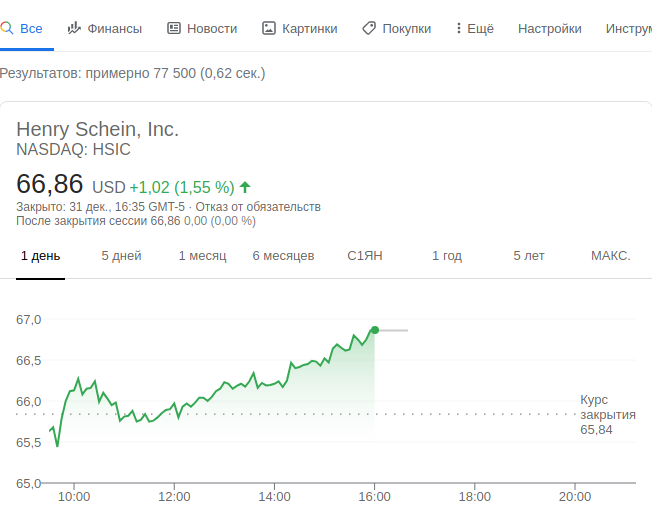 Все Финансы Новости Картинки Покупки Ещё Настройки Инструм
Результатов: примерно 77 500 (0,62 сек.)
Henry Schein, Inc.
NASDAQ: HSIC
66,86 USD +1,02 (1,55 %)
Закрыто: 31 дек., 16:35 GMT-5 · Отказ от обязательств
После закрытия сессии 66,86 0,00 (0,00 %)
1 день 5 дней 1 месяц 6 месяцев С1ЯН 1 год 5 лет МАКС.
67,0
66,5
66,0
Курс
закрытия
65,84
65,5
65,0
10:00 12:00 14:00 16:00 18:00 20:00